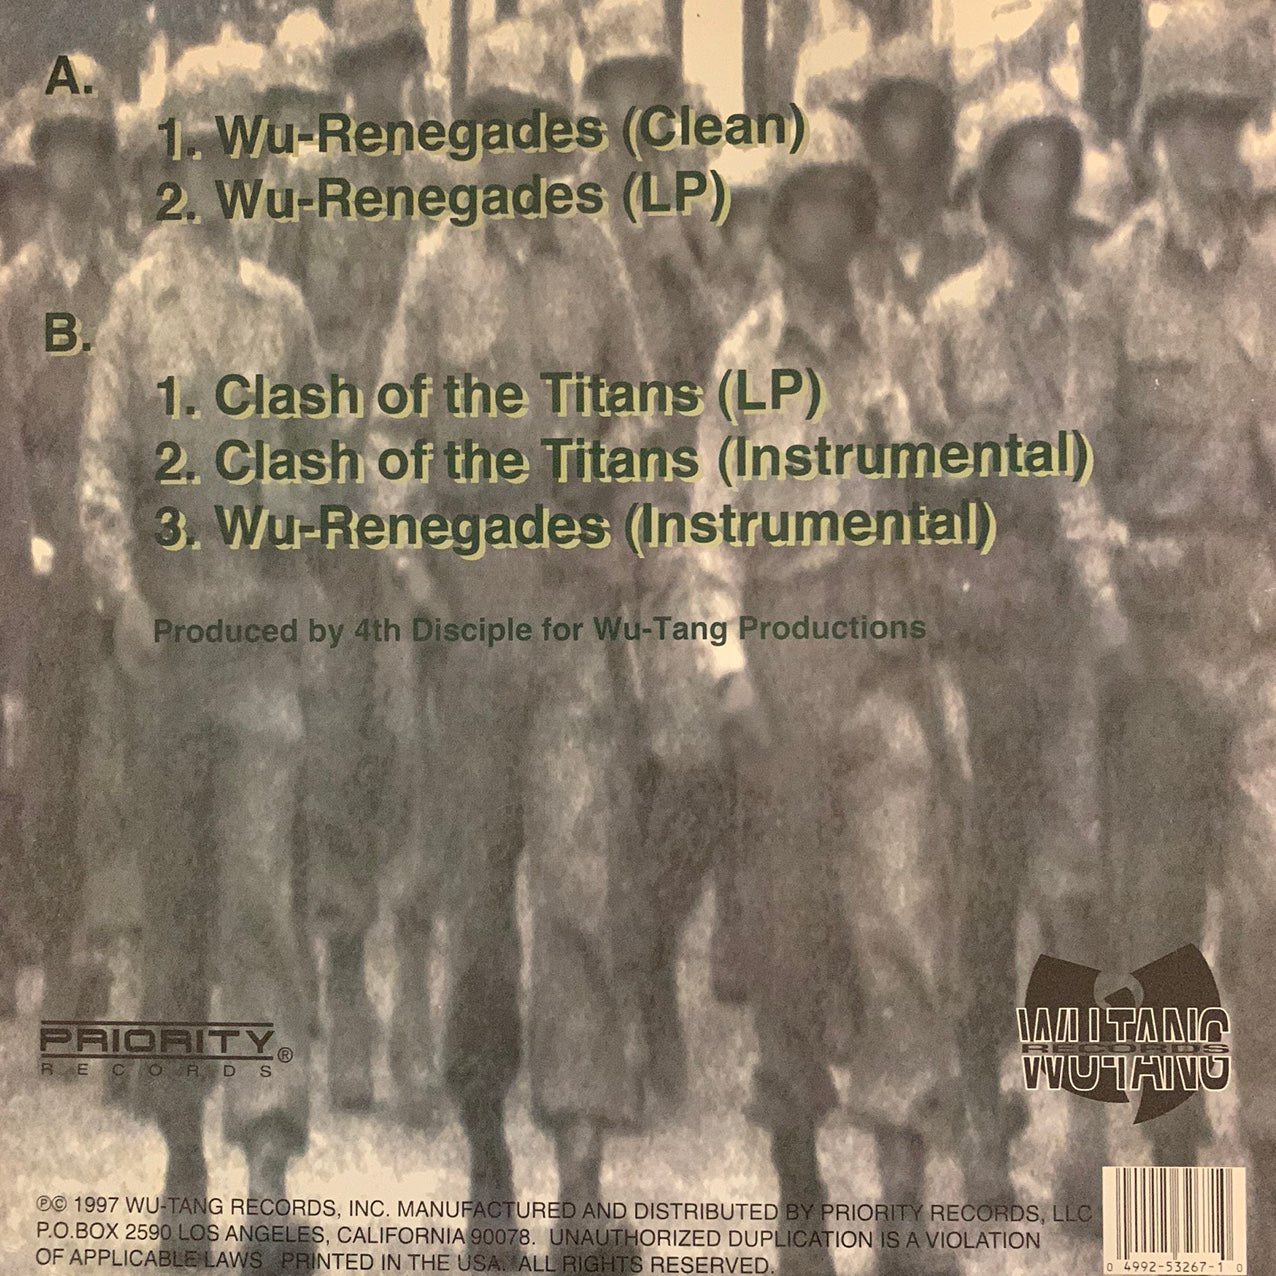 A.
1. Wu-Renegades (Clean)
2. Wu-Renegades (LP)
B.
1. Clash of the Titans (LP)
2. Clash of the Titans (Instrumental)
3. Wu-Renegades (Instrumental)
Produced by 4th Disciple for Wu-Tang Productions
PRIORITY ®
RECORDS
WU-TANG
RECORDS
WU-TANG
℗© 1997 WU-TANG RECORDS, INC. MANUFACTURED AND DISTRIBUTED BY PRIORITY RECORDS, LLC
P.O.BOX 2590 LOS ANGELES, CALIFORNIA 90078. UNAUTHORIZED DUPLICATION IS A VIOLATION
OF APPLICABLE LAWS PRINTED IN THE USA. ALL RIGHTS RESERVED.
0 4992-53267-1 0